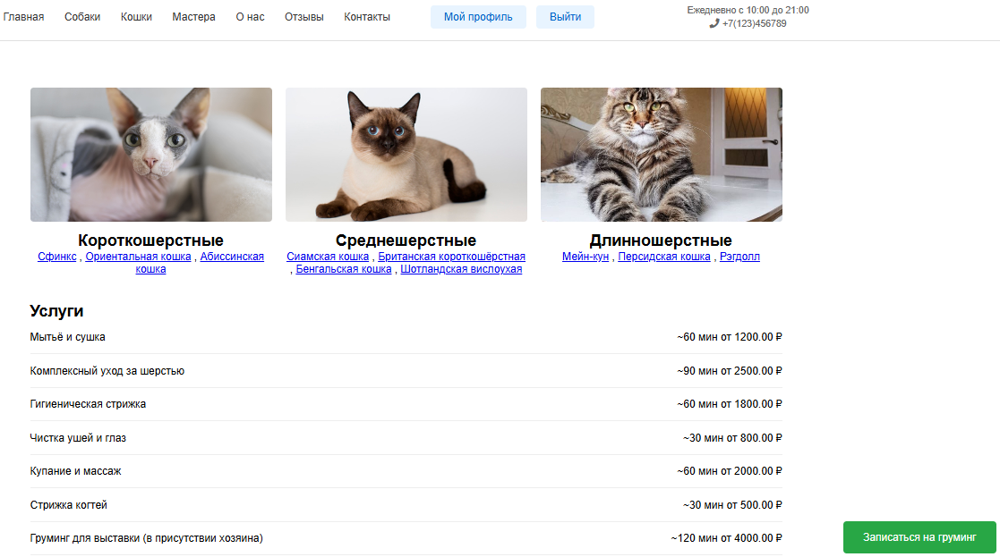 Главная Собаки Кошки Мастера О нас Отзывы Контакты Мой профиль Выйти
Ежедневно с 10:00 до 21:00
+7(123)456789
Короткошерстные
Сфинкс , Ориентальная кошка , Абиссинская
кошка
Среднешерстные
Сиамская кошка , Британская короткошёрстная
, Бенгальская кошка , Шотландская вислоухая
Длинношерстные
Мейн-кун , Персидская кошка , Рэгдолл
Услуги
Мытьё и сушка ~60 мин от 1200.00 ₽
Комплексный уход за шерстью ~90 мин от 2500.00 ₽
Гигиеническая стрижка ~60 мин от 1800.00 ₽
Чистка ушей и глаз ~30 мин от 800.00 ₽
Купание и массаж ~60 мин от 2000.00 ₽
Стрижка когтей ~30 мин от 500.00 ₽
Груминг для выставки (в присутствии хозяина) ~120 мин от 4000.00 ₽
Записаться на груминг